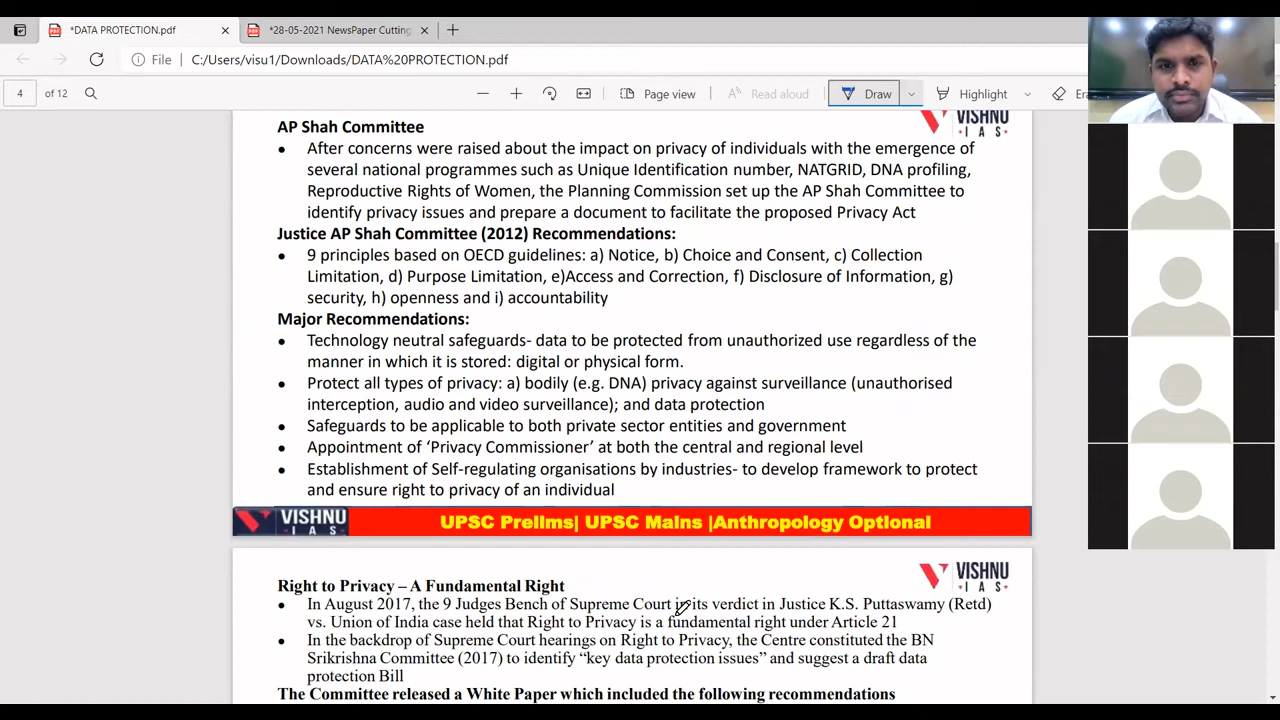 *DATA PROTECTION.pdf
*28-05-2021 NewsPaper Cutting
File
C:/Users/visu1/Downloads/DATA%20PROTECTION.pdf
4 of 12
Page view
Read aloud
Draw
Highlight
Era
VISHNU
IAS
AP Shah Committee
• After concerns were raised about the impact on privacy of individuals with the emergence of
several national programmes such as Unique Identification number, NATGRID, DNA profiling,
Reproductive Rights of Women, the Planning Commission set up the AP Shah Committee to
identify privacy issues and prepare a document to facilitate the proposed Privacy Act
Justice AP Shah Committee (2012) Recommendations:
• 9 principles based on OECD guidelines: a) Notice, b) Choice and Consent, c) Collection
Limitation, d) Purpose Limitation, e)Access and Correction, f) Disclosure of Information, g)
security, h) openness and i) accountability
Major Recommendations:
• Technology neutral safeguards- data to be protected from unauthorized use regardless of the
manner in which it is stored: digital or physical form.
• Protect all types of privacy: a) bodily (e.g. DNA) privacy against surveillance (unauthorised
interception, audio and video surveillance); and data protection
• Safeguards to be applicable to both private sector entities and government
• Appointment of ‘Privacy Commissioner’ at both the central and regional level
• Establishment of Self-regulating organisations by industries- to develop framework to protect
and ensure right to privacy of an individual
VISHNU
IAS
UPSC Prelims| UPSC Mains |Anthropology Optional
VISHNU
IAS
Right to Privacy – A Fundamental Right
• In August 2017, the 9 Judges Bench of Supreme Court in its verdict in Justice K.S. Puttaswamy (Retd)
vs. Union of India case held that Right to Privacy is a fundamental right under Article 21
• In the backdrop of Supreme Court hearings on Right to Privacy, the Centre constituted the BN
Srikrishna Committee (2017) to identify “key data protection issues” and suggest a draft data
protection Bill
The Committee released a White Paper which included the following recommendations